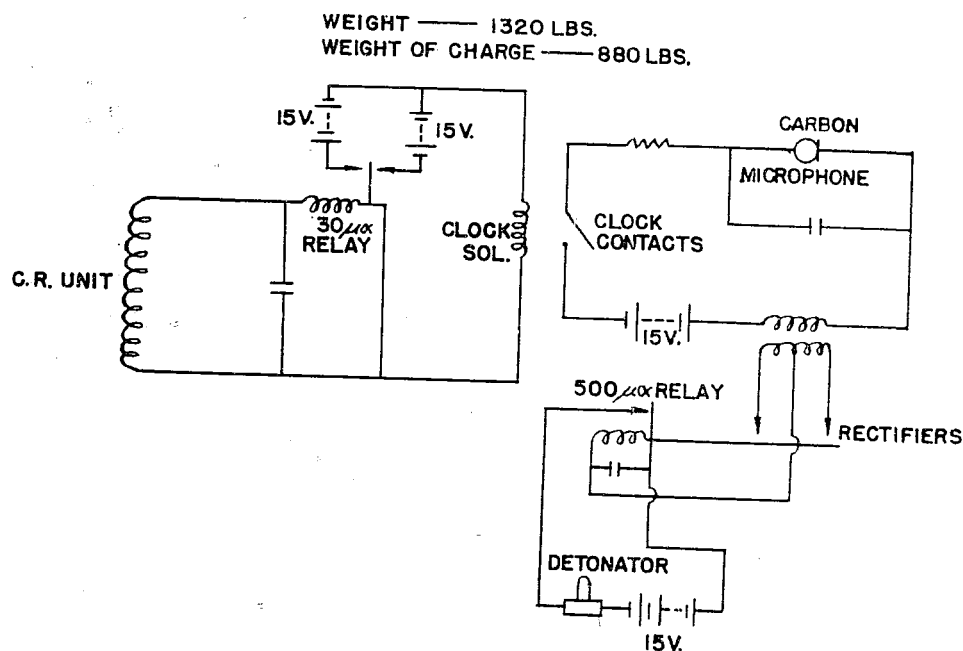 WEIGHT —— 1320 LBS.
WEIGHT OF CHARGE —— 880 LBS.
15V.
15V.
CARBON
MICROPHONE
30μα
RELAY
CLOCK
SOL.
CLOCK
CONTACTS
C.R. UNIT
15V.
500μα RELAY
RECTIFIERS
DETONATOR
15V.